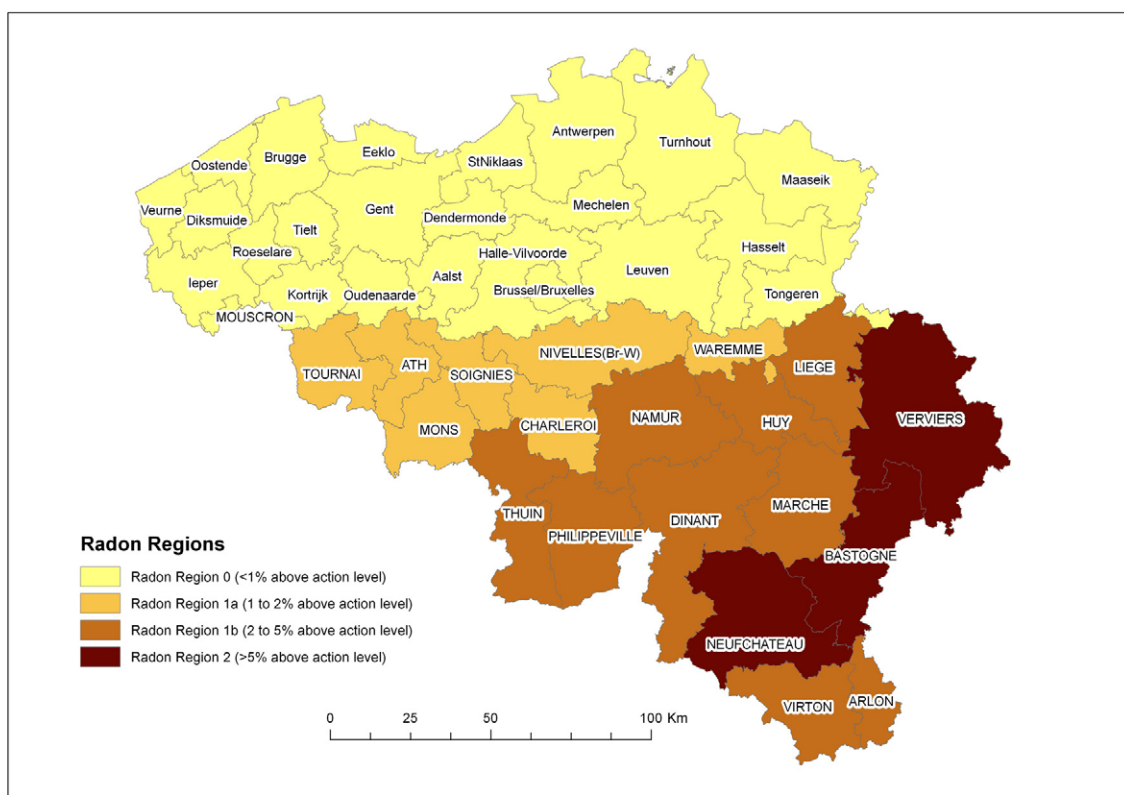 Antwerpen
Turnhout
Brugge
Eeklo
StNiklaas
Oostende
Maaseik
Mechelen
Gent
Veurne
Diksmuide
Dendermonde
Tielt
Hasselt
Roeselare
Halle-Vilvoorde
Leuven
Aalst
Ieper
Brussel/Bruxelles
Kortrijk
Oudenaarde
Tongeren
MOUSCRON
NIVELLES(Br-W)
WAREMME
ATH
LIEGE
TOURNAI
SOIGNIES
NAMUR
HUY
VERVIERS
CHARLEROI
MONS
MARCHE
THUIN
DINANT
PHILIPPEVILLE
BASTOGNE
NEUFCHATEAU
VIRTON
ARLON
Radon Regions
Radon Region 0 (<1% above action level)
Radon Region 1a (1 to 2% above action level)
Radon Region 1b (2 to 5% above action level)
Radon Region 2 (>5% above action level)
0 25 50 100 Km